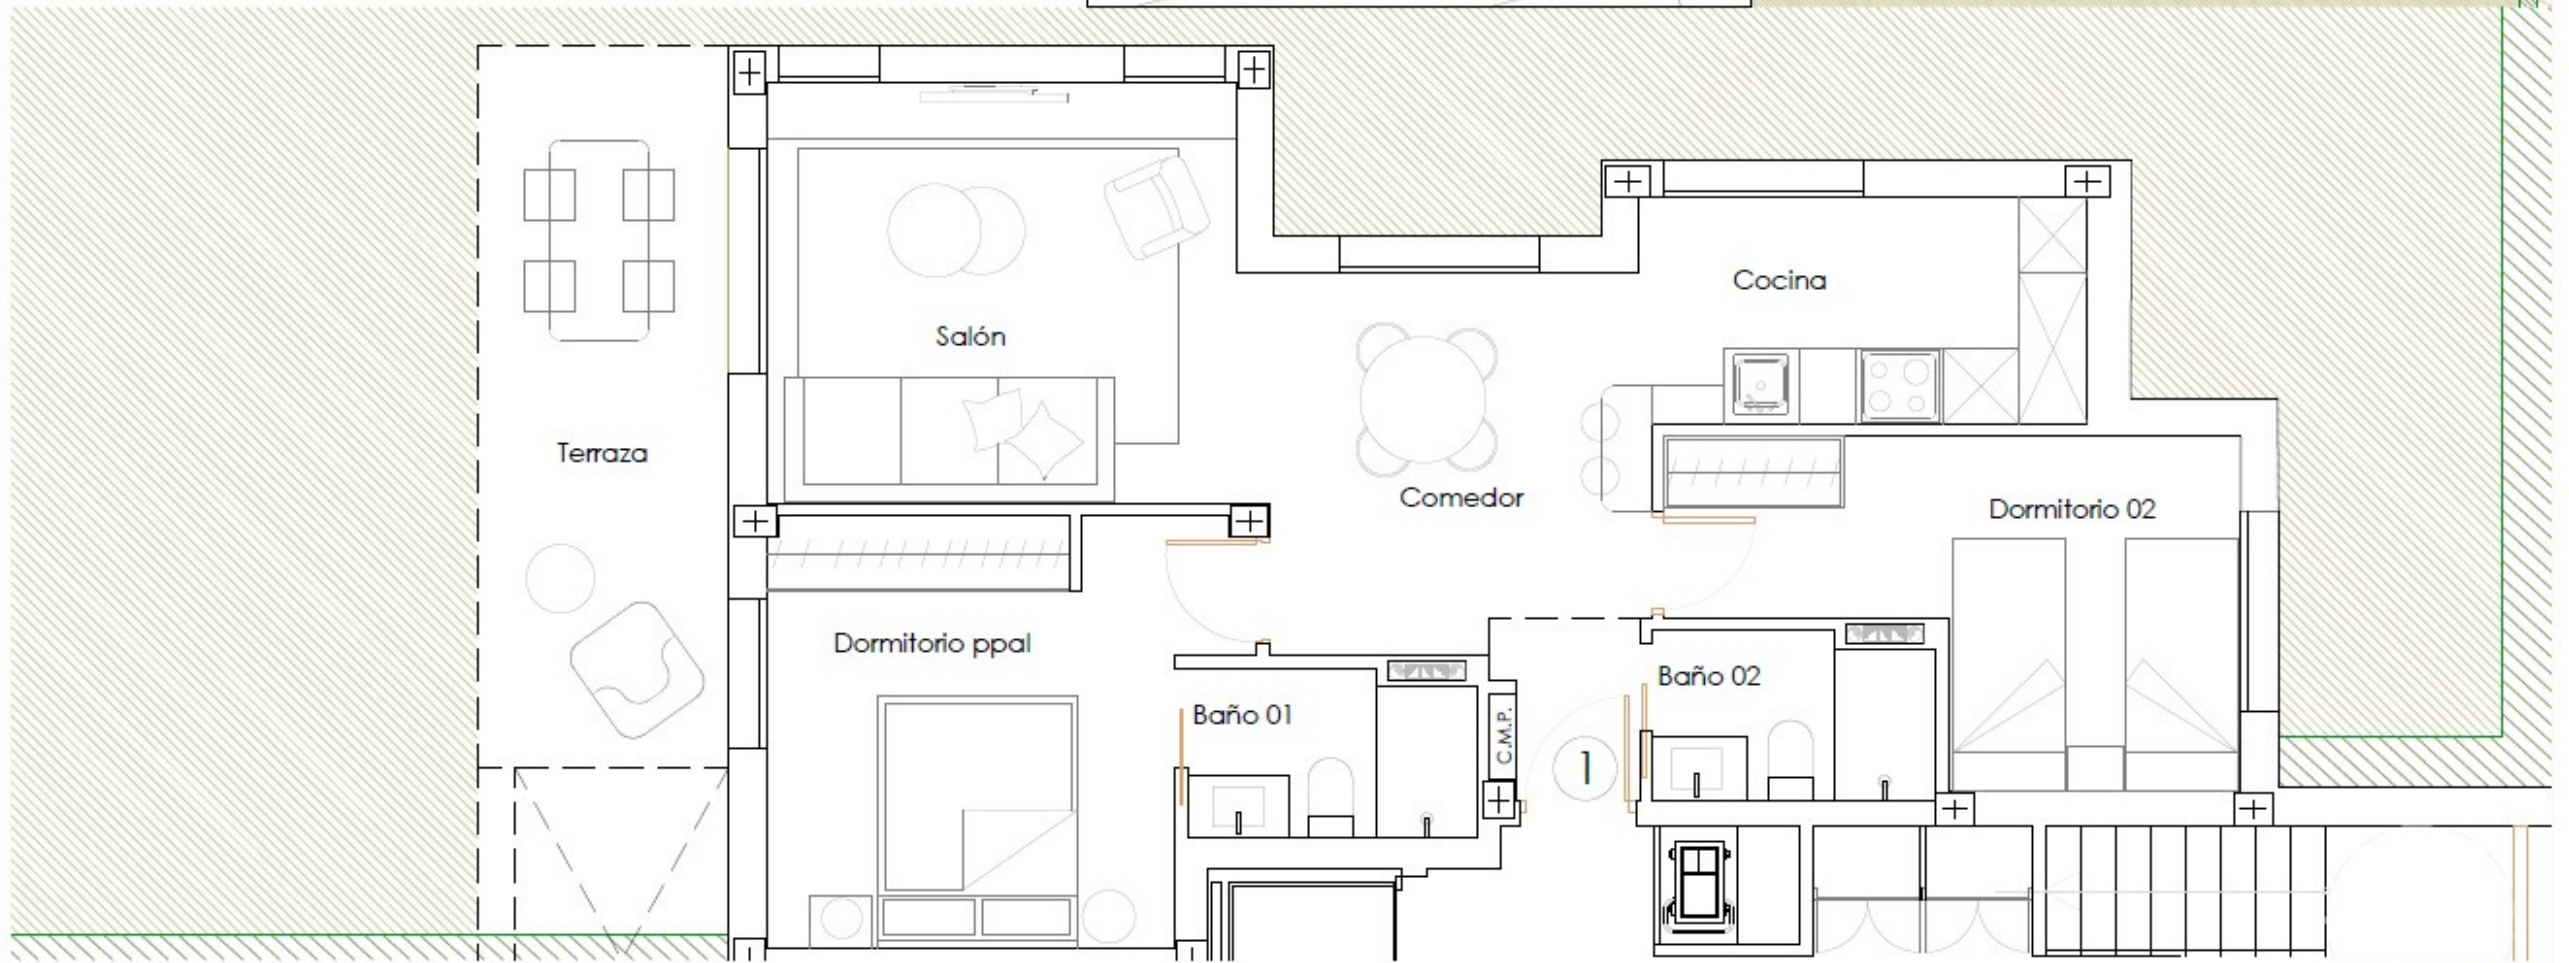 Cocina
Salón
Terraza
Comedor
Dormitorio 02
Dormitorio ppal
Baño 02
Baño 01
C.M.P.
1